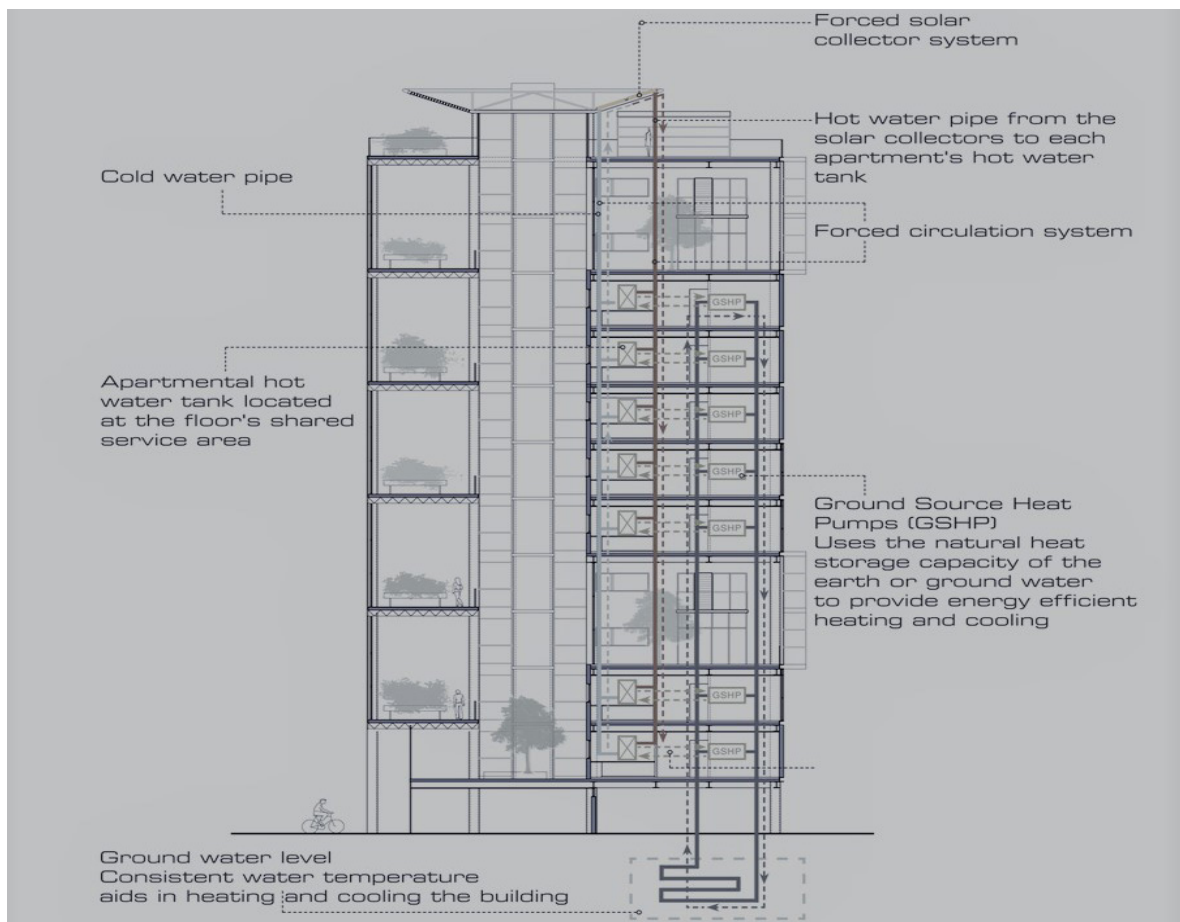 Forced solar
collector system
Hot water pipe from the
solar collectors to each
apartment's hot water
tank
Cold water pipe
Forced circulation system
GSHP
GSHP
Apartmental hot
water tank located
at the floor's shared
service area
GSHP
GSHP
GSHP
Ground Source Heat
Pumps (GSHP)
Uses the natural heat
storage capacity of the
earth or ground water
to provide energy efficient
heating and cooling
GSHP
GSHP
Ground water level
Consistent water temperature
aids in heating and cooling the building